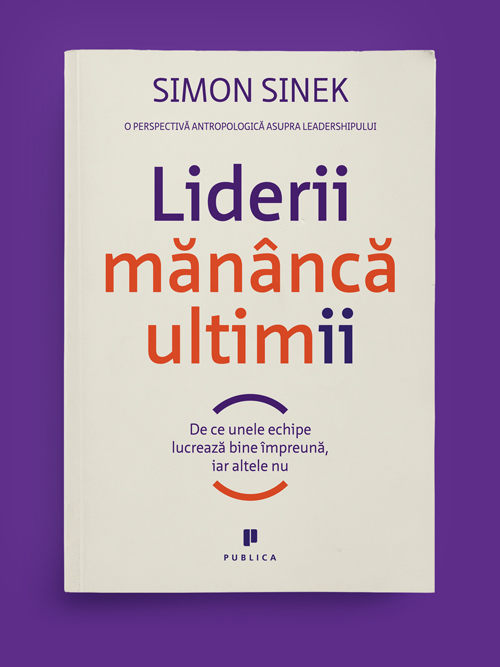 SIMON SINEK
O PERSPECTIVĂ ANTROPOLOGICĂ ASUPRA LEADERSHIPULUI
Liderii
mănâncă
ultimii
De ce unele echipe
lucrează bine împreună,
iar altele nu
PUBLICA